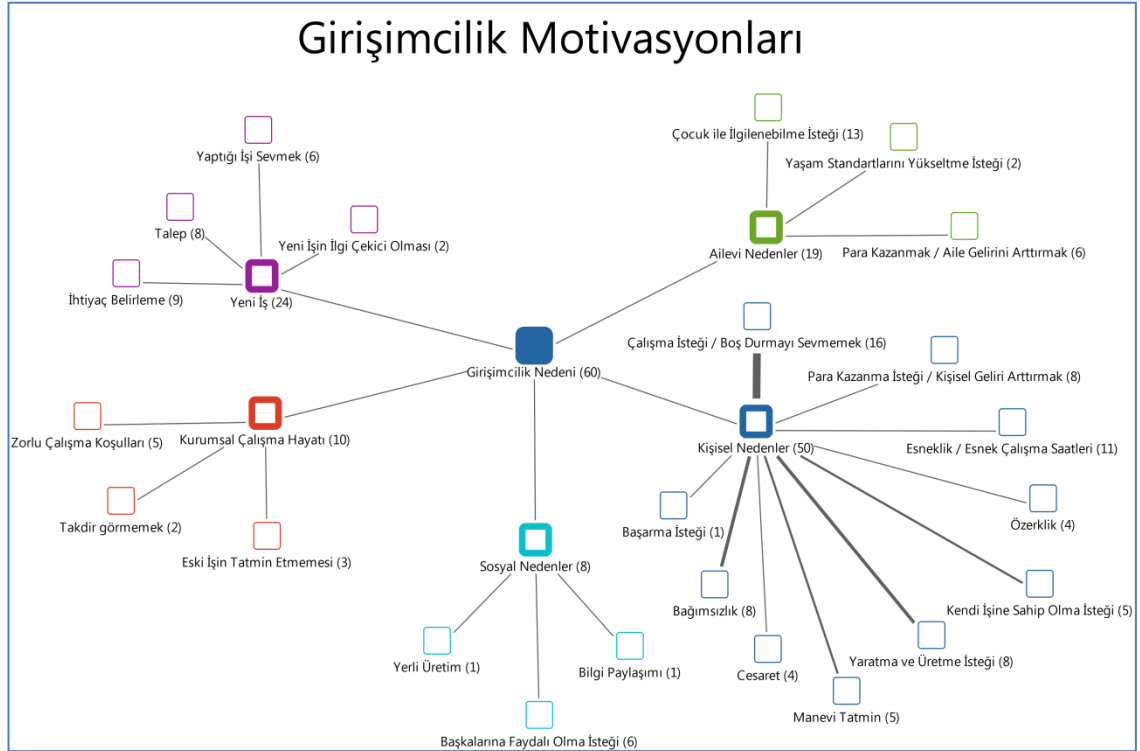 Girişimcilik Motivasyonları
Çocuk ile İlgilenebilme İsteği (13)
Yaptığı İşi Sevmek (6)
Yaşam Standartlarını Yükseltme İsteği (2)
Talep (8)
Yeni İşin İlgi Çekici Olması (2)
Ailevi Nedenler (19)
Para Kazanmak / Aile Gelirini Arttırmak (6)
İhtiyaç Belirleme (9)
Yeni İş (24)
Çalışma İsteği / Boş Durmayı Sevmemek (16)
Girişimcilik Nedeni (60)
Para Kazanma İsteği / Kişisel Geliri Arttırmak (8)
Zorlu Çalışma Koşulları (5)
Kurumsal Çalışma Hayatı (10)
Kişisel Nedenler (50)
Esneklik / Esnek Çalışma Saatleri (11)
Takdir görmemek (2)
Başarma İsteği (1)
Özerklik (4)
Eski İşin Tatmin Etmemesi (3)
Sosyal Nedenler (8)
Bağımsızlık (8)
Kendi İşine Sahip Olma İsteği (5)
Yerli Üretim (1)
Bilgi Paylaşımı (1)
Cesaret (4)
Yaratma ve Üretme İsteği (8)
Manevi Tatmin (5)
Başkalarına Faydalı Olma İsteği (6)